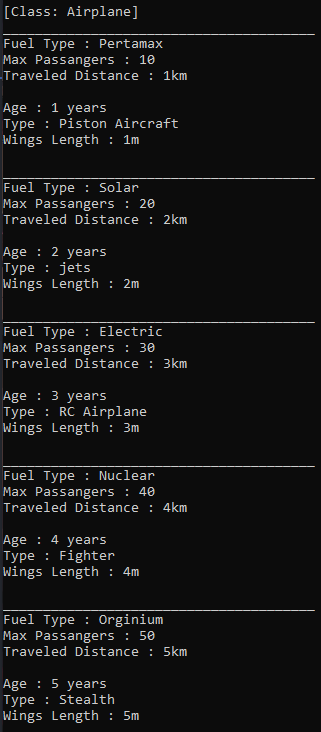 [Class: Airplane]
Fuel Type : Pertamax
Max Passangers : 10
Traveled Distance : 1km
Age : 1 years
Type : Piston Aircraft
Wings Length : 1m
Fuel Type : Solar
Max Passangers : 20
Traveled Distance : 2km
Age : 2 years
Type : jets
Wings Length : 2m
Fuel Type : Electric
Max Passangers : 30
Traveled Distance : 3km
Age : 3 years
Type : RC Airplane
Wings Length : 3m
Fuel Type : Nuclear
Max Passangers : 40
Traveled Distance : 4km
Age : 4 years
Type : Fighter
Wings Length : 4m
Fuel Type : Orginium
Max Passangers : 50
Traveled Distance : 5km
Age : 5 years
Type : Stealth
Wings Length : 5m